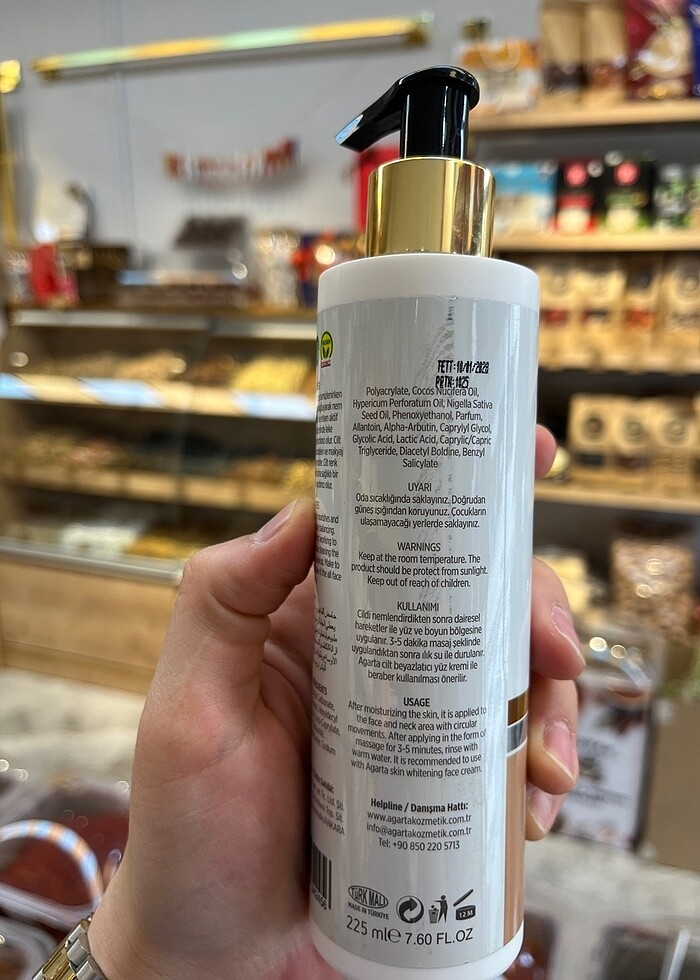 TETT:10/01/2028
PRTN:1025
Polyacrylate, Cocos Nucifera Oil,
Hypericum Perforatum Oil, Nigella Sativa
Seed Oil, Phenoxyethanol, Parfum,
Allantoin, Alpha-Arbutin, Caprylyl Glycol,
Glycolic Acid, Lactic Acid, Caprylic/Capric
Triglyceride, Diacetyl Boldine, Benzyl
Salicylate
UYARI
Oda sıcaklığında saklayınız. Doğrudan
güneş ışığından koruyunuz. Çocukların
ulaşamayacağı yerlerde saklayınız.
WARNINGS
Keep at the room temperature. The
product should be protect from sunlight.
Keep out of reach of children.
KULLANIMI
Cildi nemlendirdikten sonra dairesel
hareketler ile yüz ve boyun bölgesine
uygulanır. 3-5 dakika masaj şeklinde
uygulandıktan sonra ılık su ile durulanır.
Agarta cilt beyazlatıcı yüz kremi ile
beraber kullanılması önerilir.
USAGE
After moisturizing the skin, it is applied to
the face and neck area with circular
movements. After applying in the form of
massage for 3-5 minutes, rinse with
warm water. It is recommended to use
with Agarta skin whitening face cream.
Helpline / Danışma Hattı:
www.agartakozmetik.com.tr
info@agartakozmetik.com.tr
Tel: +90 850 220 5713
TÜRK MALI
MADE IN TÜRKİYE
12 M
225 ml e 7.60 FL.OZ